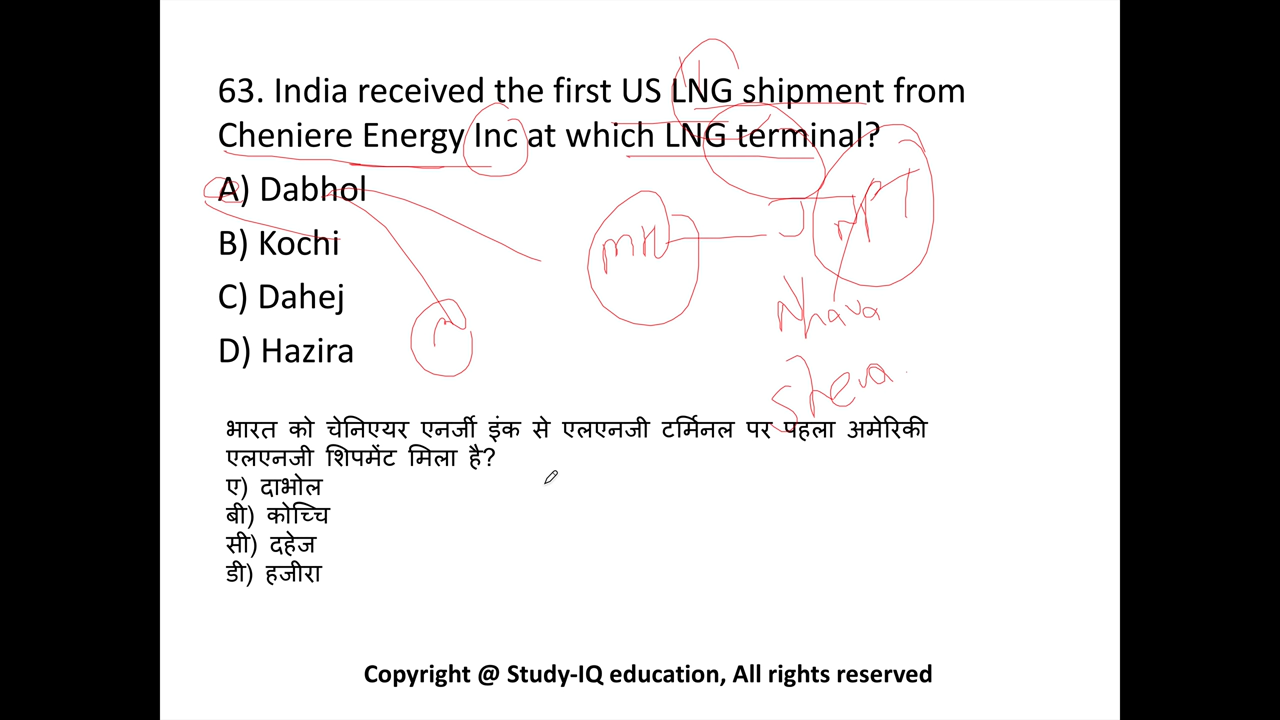 63. India received the first US LNG shipment from
Cheniere Energy Inc at which LNG terminal?
A) Dabhol
B) Kochi
C) Dahej
D) Hazira
MH
JNPT
Nhava
Sheva
भारत को चेनिएयर एनर्जी इंक से एलएनजी टर्मिनल पर पहला अमेरिकी
एलएनजी शिपमेंट मिला है?
ए) दाभोल
बी) कोच्चि
सी) दहेज
डी) हजीरा
Copyright @ Study-IQ education, All rights reserved